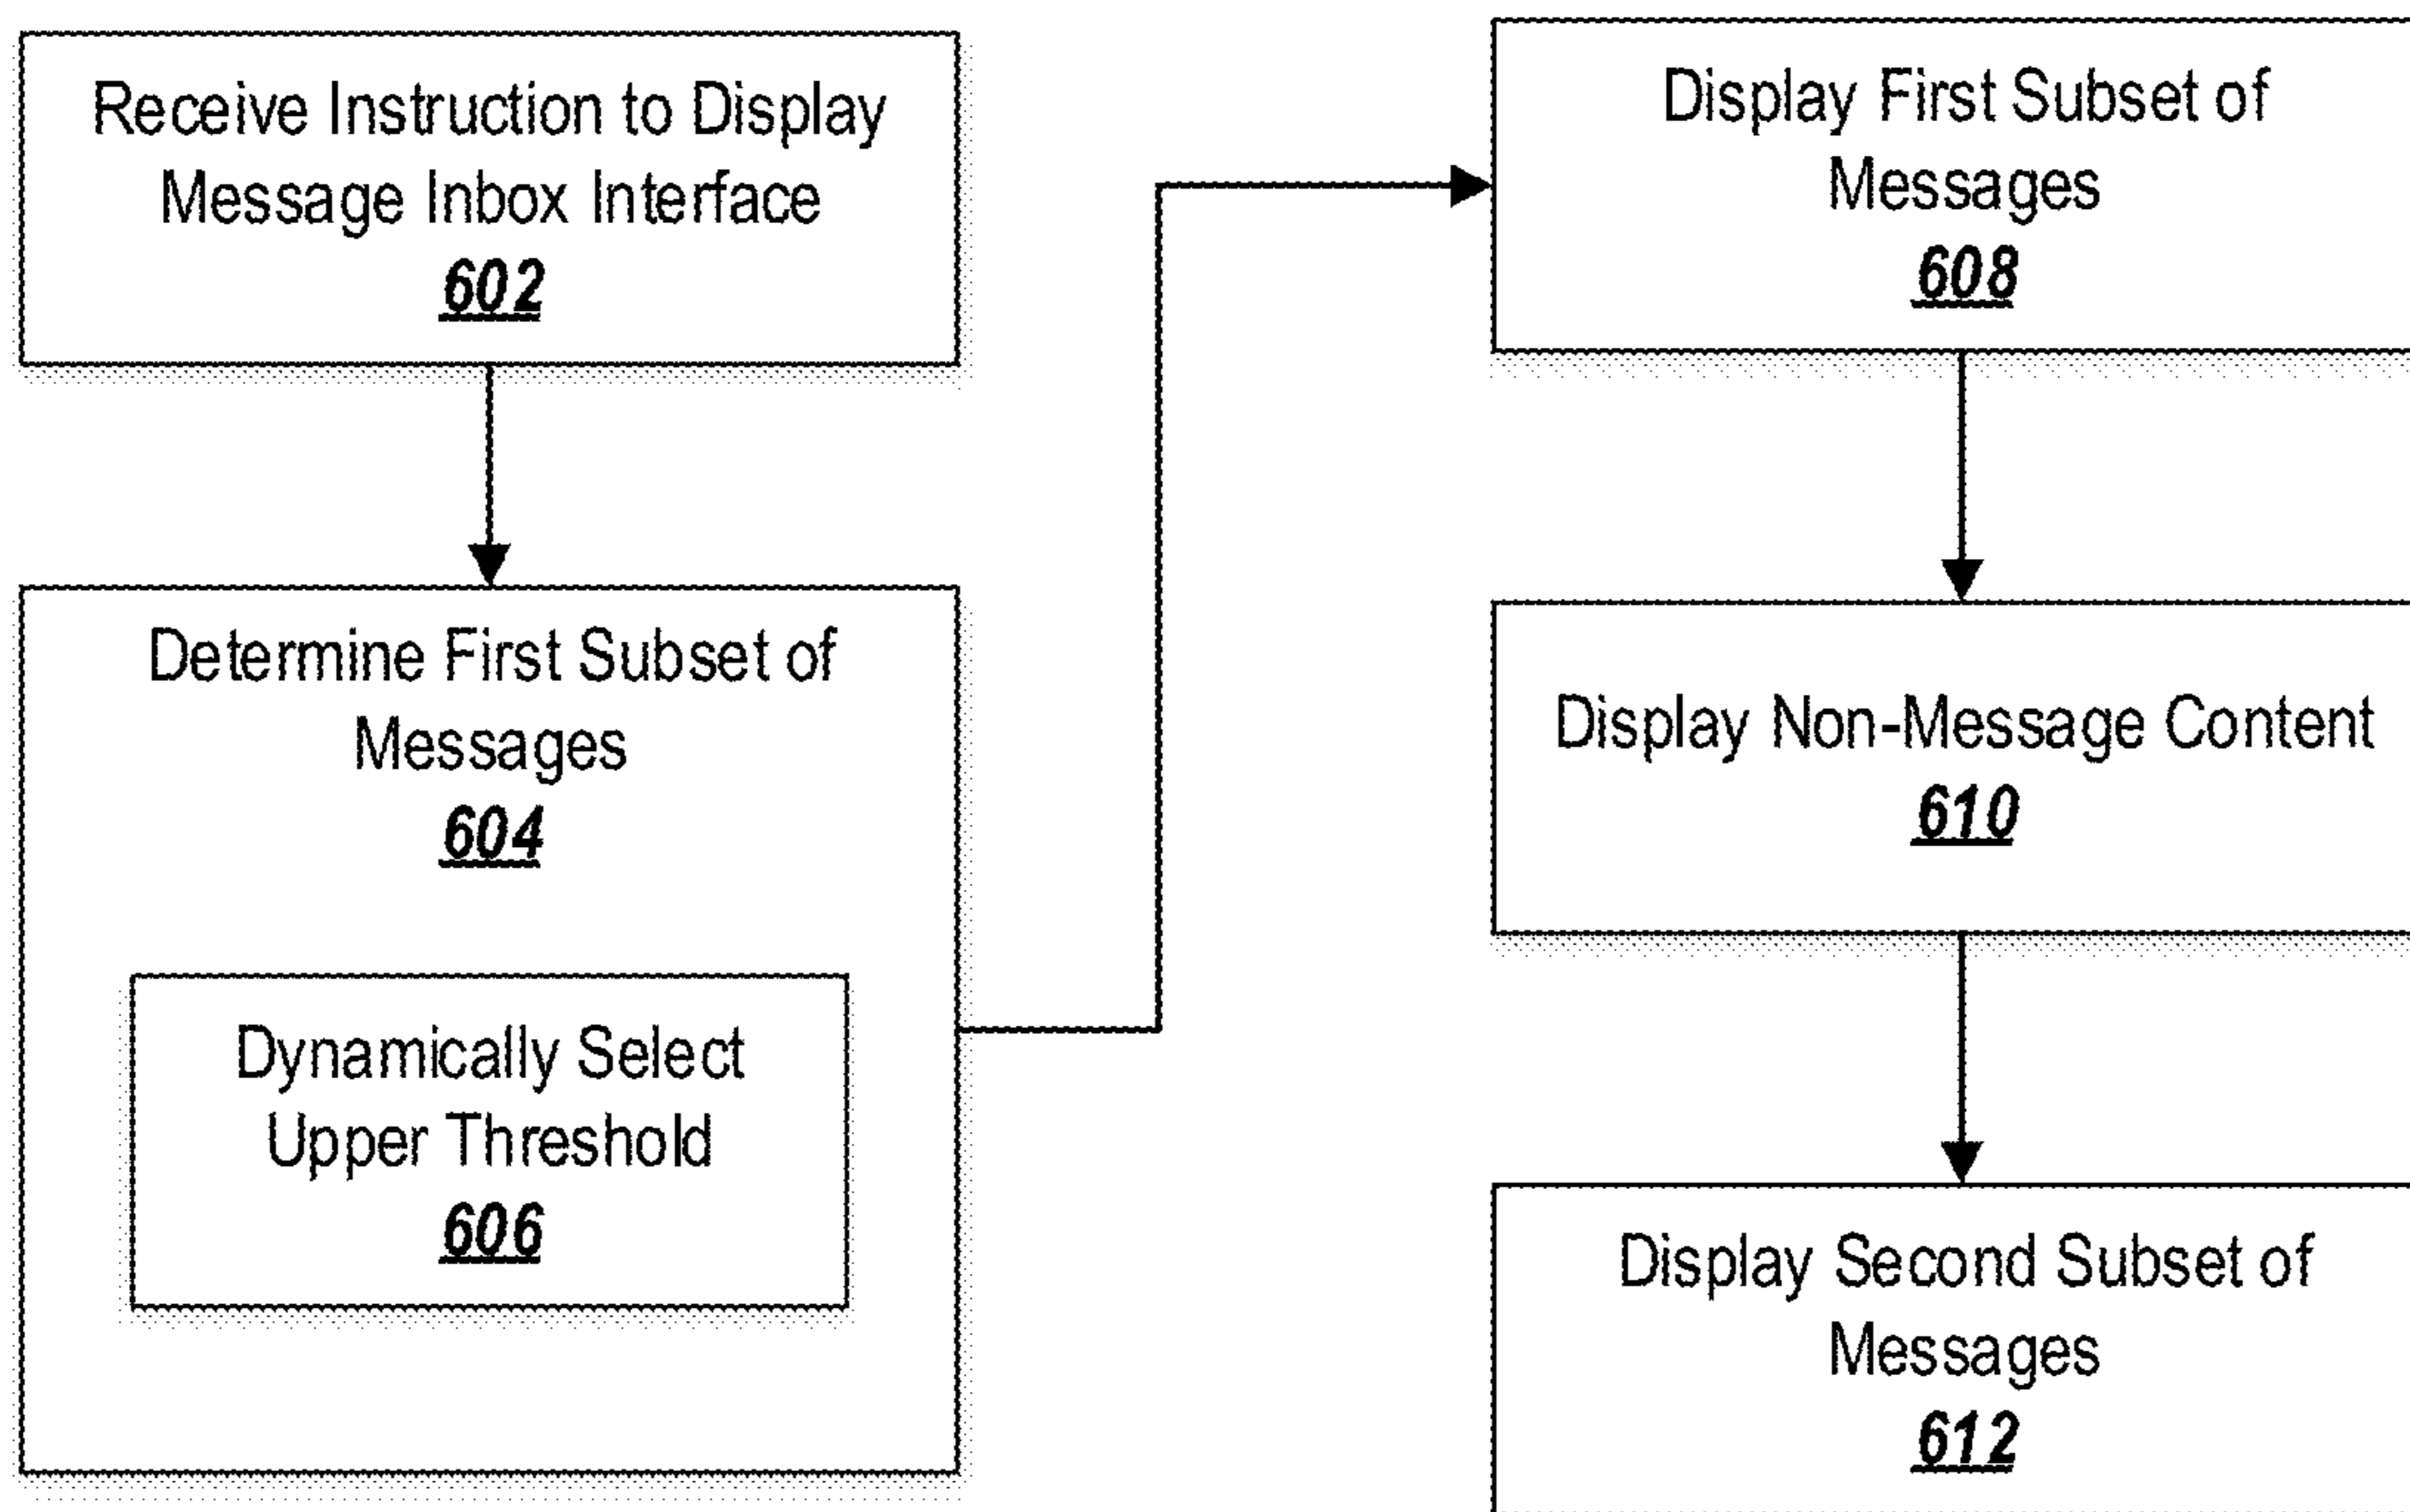 Receive Instruction to Display
Message Inbox Interface
602
Determine First Subset of
Messages
604
Dynamically Select
Upper Threshold
606
Display First Subset of
Messages
608
Display Non-Message Content
610
Display Second Subset of
Messages
612